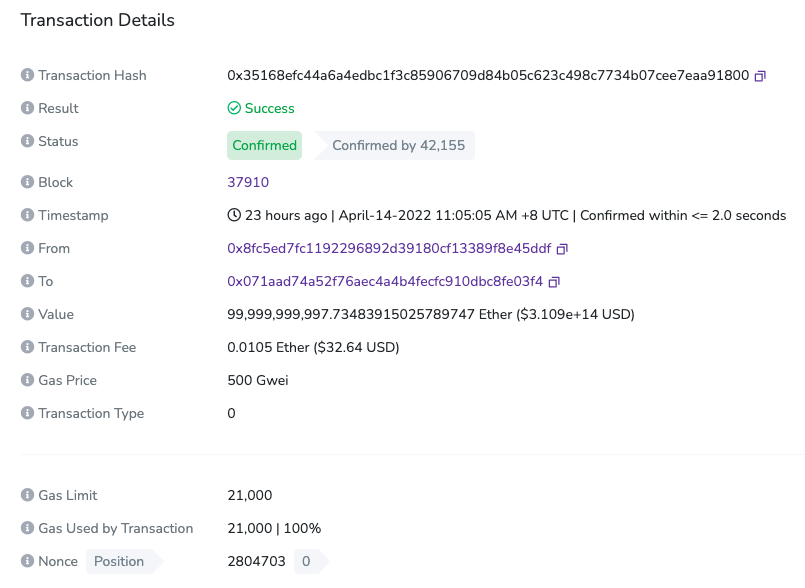 Transaction Details
Transaction Hash 0x35168efc44a6a4edbc1f3c85906709d84b05c623c498c7734b07cee7eaa91800
Result Success
Status Confirmed Confirmed by 42,155
Block 37910
Timestamp 23 hours ago | April-14-2022 11:05:05 AM +8 UTC | Confirmed within <= 2.0 seconds
From 0x8fc5ed7fc1192296892d39180cf13389f8e45ddf
To 0x071aad74a52f76aec4a4b4fecfc910dbc8fe03f4
Value 99,999,999,997.73483915025789747 Ether ($3.109e+14 USD)
Transaction Fee 0.0105 Ether ($32.64 USD)
Gas Price 500 Gwei
Transaction Type 0
Gas Limit 21,000
Gas Used by Transaction 21,000 | 100%
Nonce Position 2804703 0